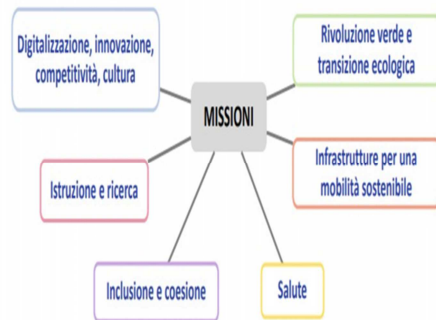 Digitalizzazione, innovazione,
competitività, cultura
Rivoluzione verde e
transizione ecologica
MISSIONI
Istruzione e ricerca
Infrastrutture per una
mobilità sostenibile
Inclusione e coesione
Salute